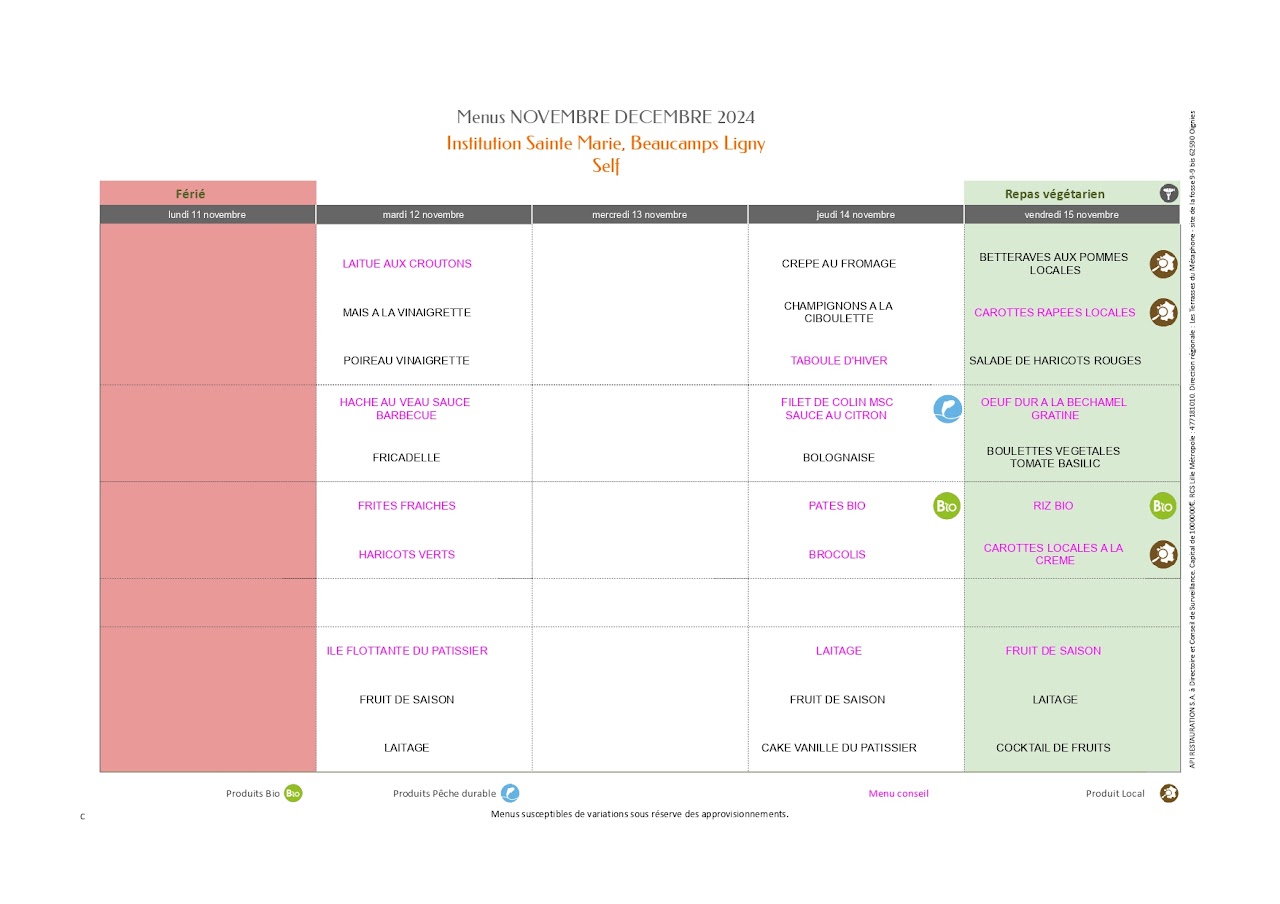 Menus NOVEMBRE DECEMBRE 2024
Institution Sainte Marie, Beaucamps Ligny
Self
Férié
Repas végétarien
lundi 11 novembre
mardi 12 novembre
mercredi 13 novembre
jeudi 14 novembre
vendredi 15 novembre
LAITUE AUX CROUTONS
CREPE AU FROMAGE
BETTERAVES AUX POMMES
LOCALES
MAIS A LA VINAIGRETTE
CHAMPIGNONS A LA
CIBOULETTE
CAROTTES RAPEES LOCALES
POIREAU VINAIGRETTE
TABOULE D'HIVER
SALADE DE HARICOTS ROUGES
HACHE AU VEAU SAUCE
BARBECUE
FILET DE COLIN MSC
SAUCE AU CITRON
OEUF DUR A LA BECHAMEL
GRATINE
FRICADELLE
BOLOGNAISE
BOULETTES VEGETALES
TOMATE BASILIC
FRITES FRAICHES
PATES BIO
BIO
RIZ BIO
BIO
HARICOTS VERTS
BROCOLIS
CAROTTES LOCALES A LA
CREME
ILE FLOTTANTE DU PATISSIER
LAITAGE
FRUIT DE SAISON
FRUIT DE SAISON
FRUIT DE SAISON
LAITAGE
LAITAGE
CAKE VANILLE DU PATISSIER
COCKTAIL DE FRUITS
Produits Bio
BIO
Produits Pêche durable
Menu conseil
Produit Local
Menus susceptibles de variations sous réserve des approvisionnements.
C
API RESTAURATION S.A. à Directoire et Conseil de Surveillance. Capital de 1000000€. RCS Lille Métropole : 477181010. Direction régionale : Les Terrasses du Métaphone - site de la fosse 9-9 bis 62590 Oignies